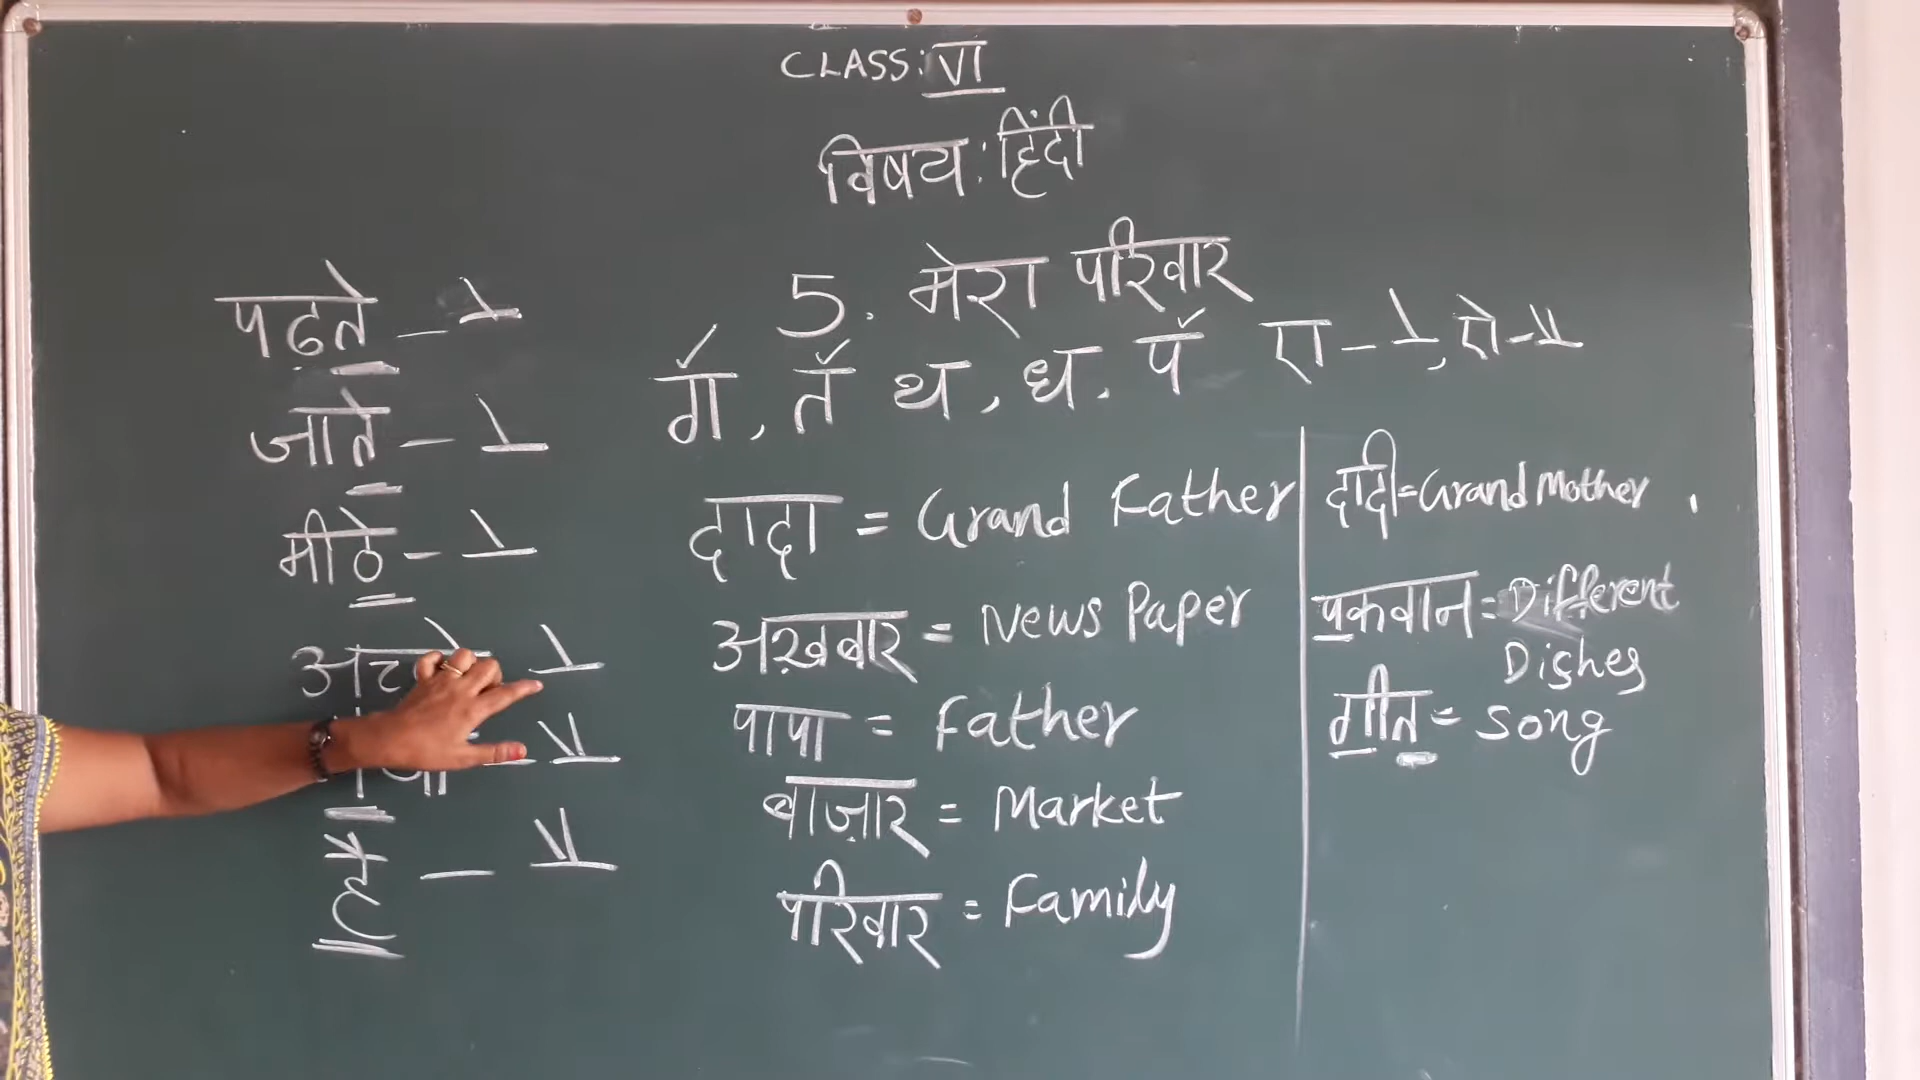 CLASS: VI
विषय: हिंदी
5. मेरा परिवार
ग, त, थ, ध, प ए – े, ऐ – ै
पढ़ते – े
जाते – े
मीठे – े
े
– ै
है – ै
दादा = Grand Father
अख़बार = News Paper
पापा = Father
बाज़ार = Market
परिवार = Family
दादी = Grand Mother
पकवान = Different
Dishes
गीत = Song